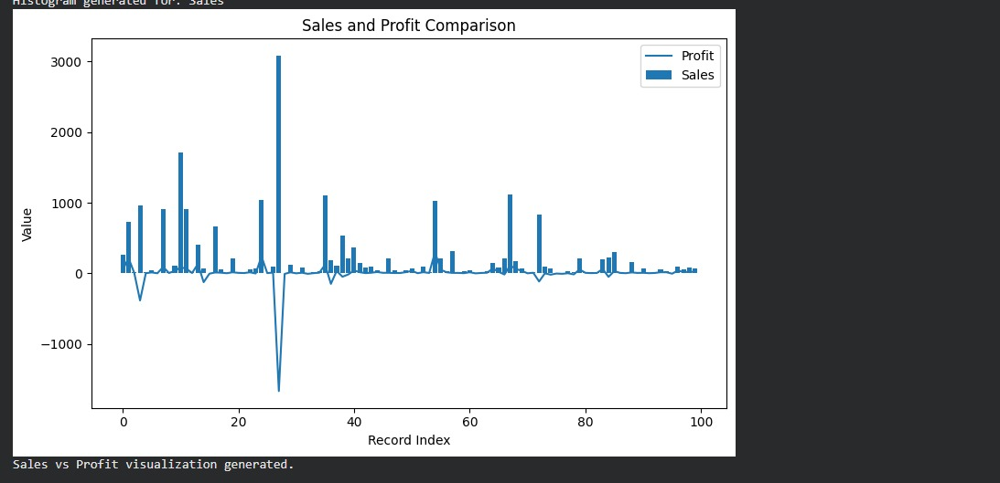 Histogram generated for: Sales
Sales and Profit Comparison
Profit
Sales
3000
2000
1000
0
−1000
Value
0 20 40 60 80 100
Record Index
Sales vs Profit visualization generated.